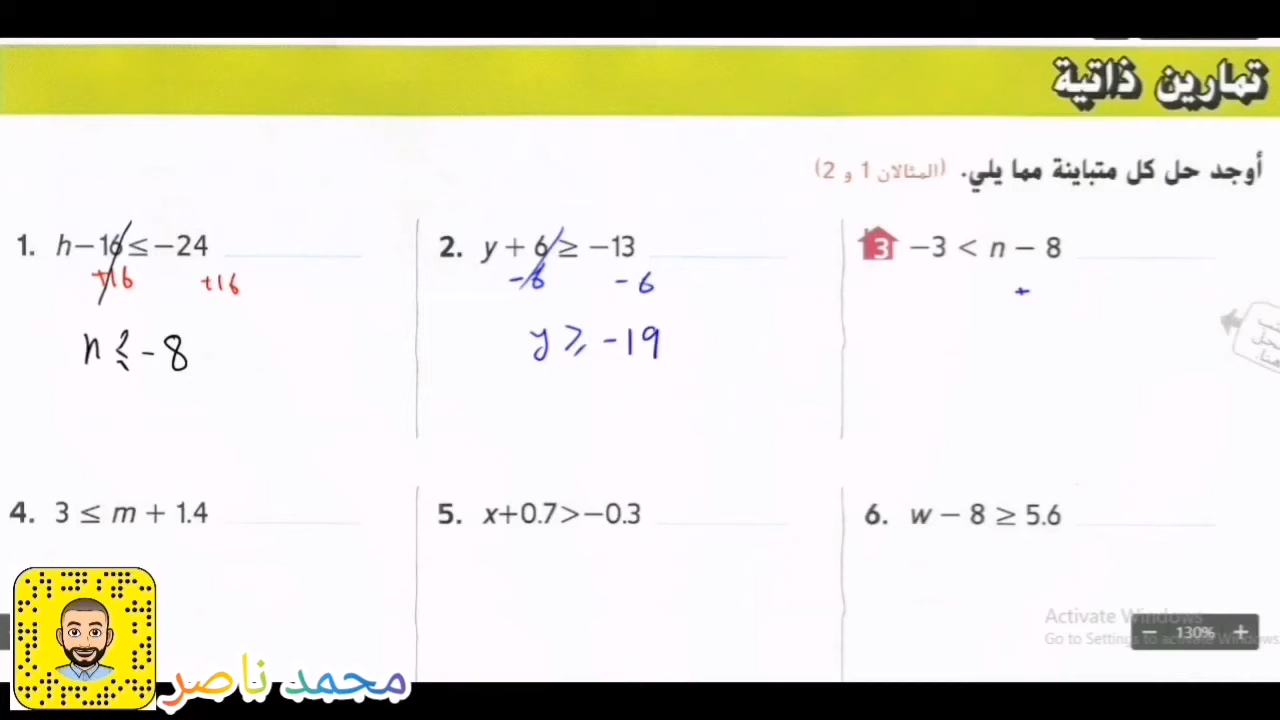 تمارين ذاتية
أوجد حل كل متباينة مما يلي. (المثالان 1 و 2)
1. h−16≤−24
+16 +16
h ≤ -8
2. y + 6 ≥ −13
-6 -6
y ≥ -19
3 −3 < n − 8
+
4. 3 ≤ m + 1.4
5. x+0.7>−0.3
6. w − 8 ≥ 5.6
Activate Windows
Go to Settings to activate Windows
− 130% +
محمد ناصر